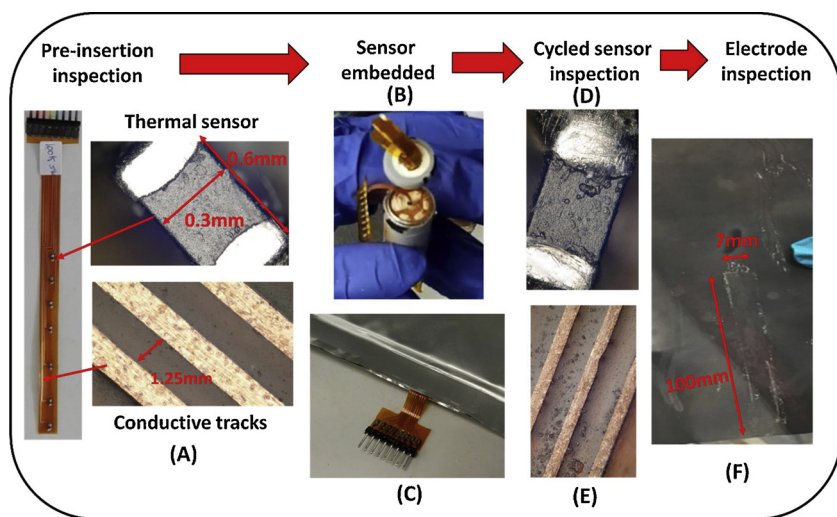 Pre-insertion
inspection
Sensor
embedded
(B)
Cycled sensor
inspection
(D)
Electrode
inspection
Thermal sensor
0.6mm
0.3mm
1.25mm
Conductive tracks
(A)
(C)
(E)
7mm
100mm
(F)